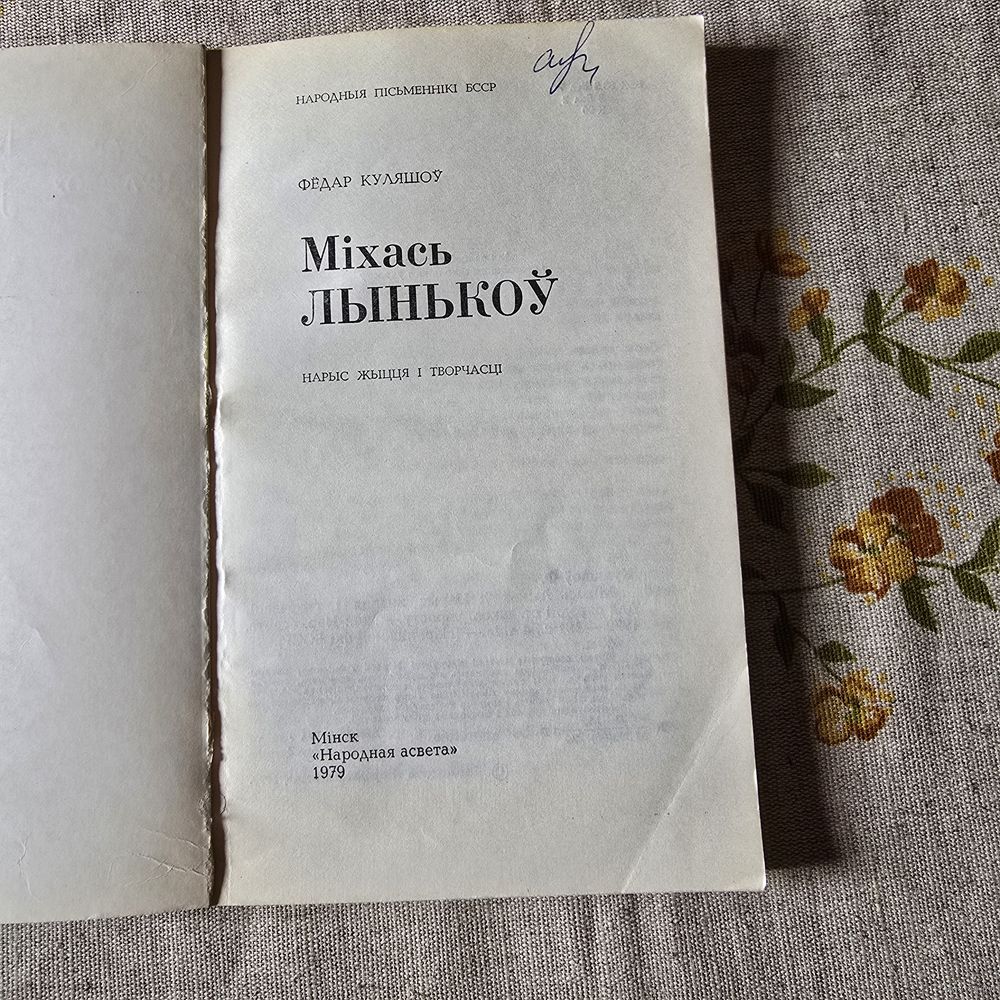 НАРОДНЫЯ ПІСЬМЕННІКІ БССР
ФЁДАР КУЛЯШОЎ
Міхась
ЛЫНЬКОЎ
НАРЫС ЖЫЦЦЯ І ТВОРЧАСЦІ
Мінск
«Народная асвета»
1979